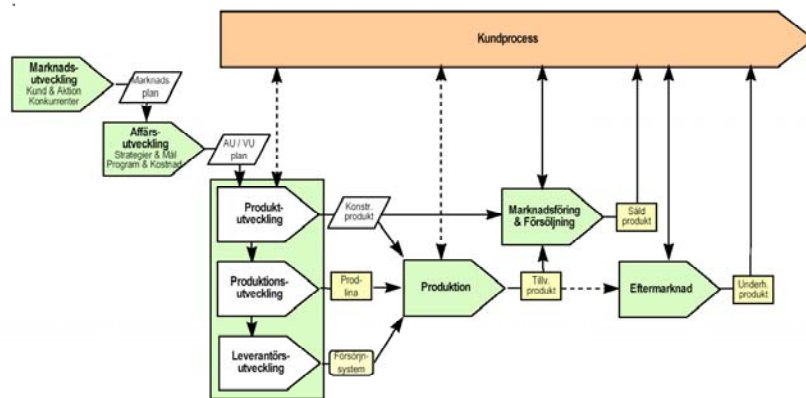 Kundprocess
Marknads-
utveckling
Kund & Aktion
Konkurrenter
Marknads
plan
Affärs-
utveckling
Strategier & Mål
Program & Kostnad
AU / VU
plan
Produkt-
utveckling
Konstr.
produkt
Marknadsföring
& Försöljning
Såld
produkt
Produktions-
utveckling
Prod-
lina
Produktion
Tillv.
produkt
Eftermarknad
Underh.
produkt
Leverantörs-
utveckling
Försörjn-
system